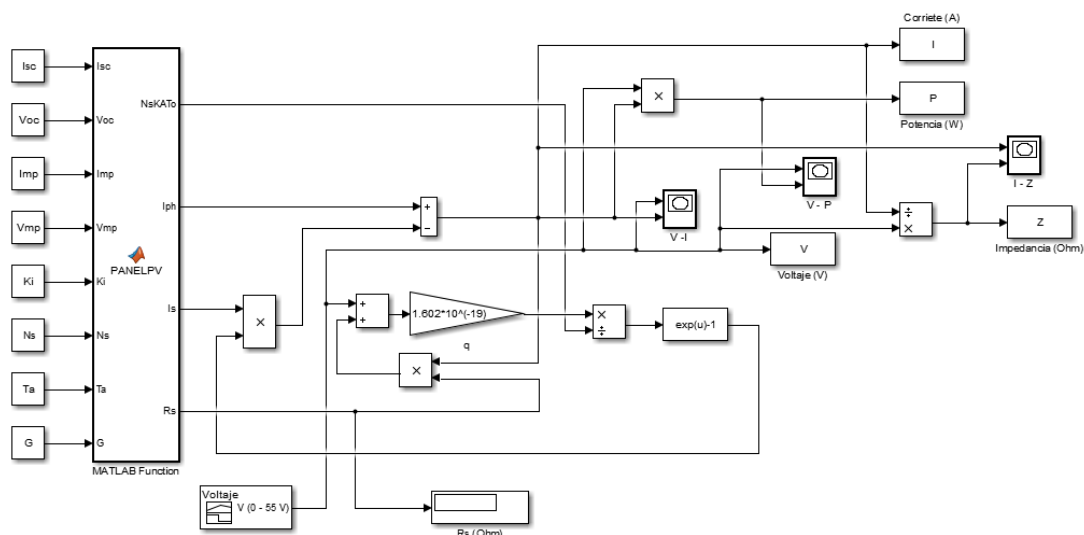 Corriete (A)
Isc
Isc
I
NsKATo
P
Voc
Voc
Potencia (W)
Imp
Imp
I - Z
V - P
Iph
Vmp
Vmp
V -I
Z
Impedancia (Ohm)
V
Voltaje (V)
PANELPV
Ki
Ki
Is
1.602*10^(-19)
exp(u)-1
Ns
Ns
q
Ta
Ta
Rs
G
G
MATLAB Function
Voltaje
V (0 - 55 V)
Rs (Ohm)